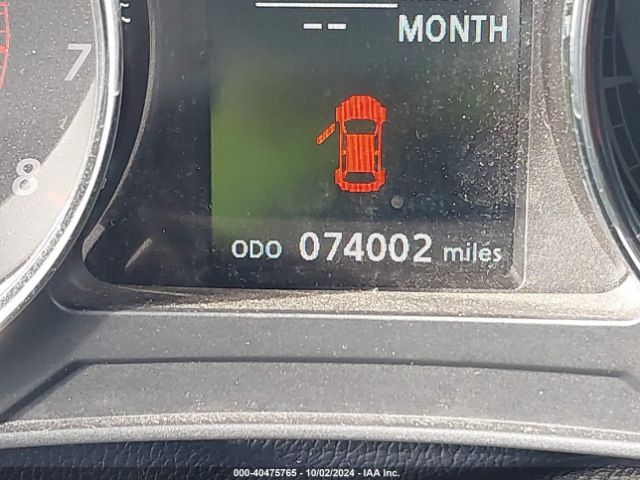 -- MONTH
7
8
ODO 074002 miles
000-40475765 - 10/02/2024 - IAA Inc.